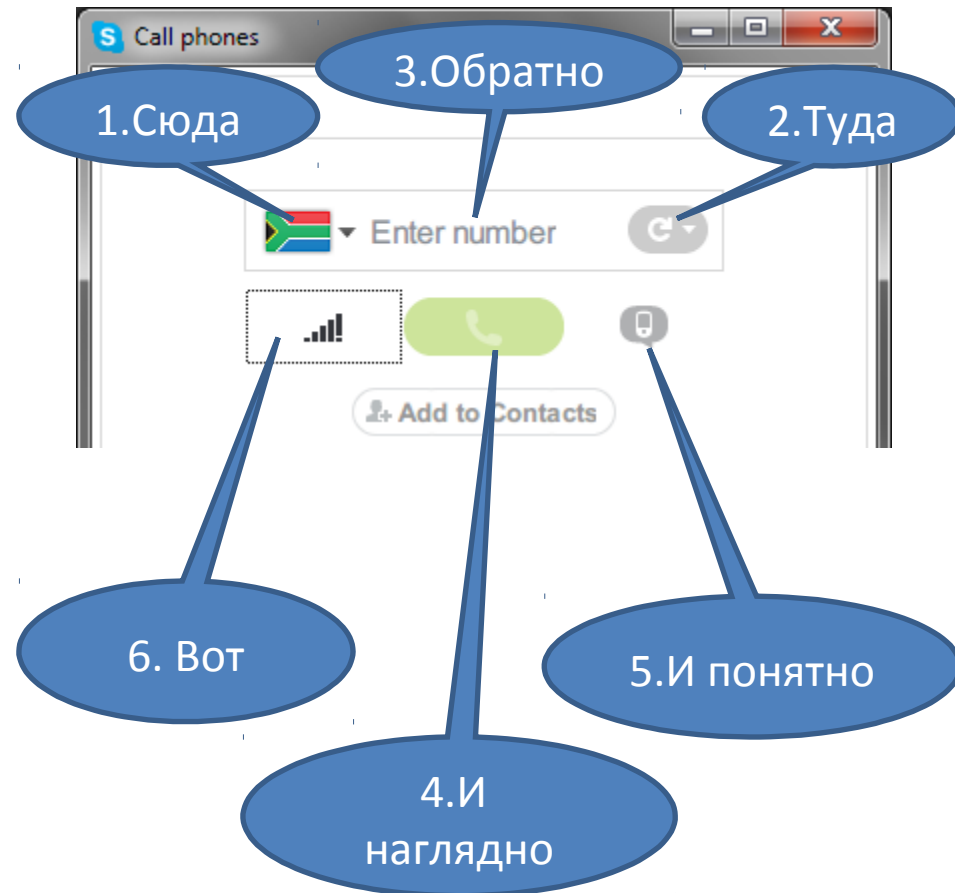 Call phones
3.Обратно
1.Сюда
2.Туда
Enter number
Add to Contacts
6. Вот
5.И понятно
4.И
наглядно